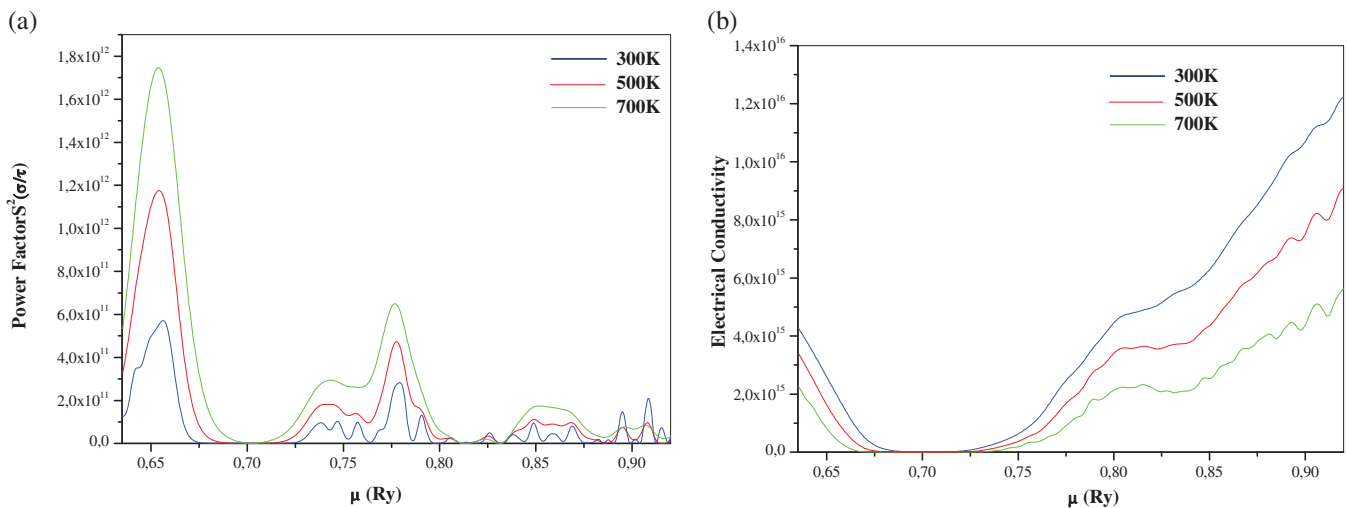 (a)
Power FactorS²(σ/τ)
1,8x10¹²
1,6x10¹²
1,4x10¹²
1,2x10¹²
1,0x10¹²
8,0x10¹¹
6,0x10¹¹
4,0x10¹¹
2,0x10¹¹
0,0
300K
500K
700K
0,65 0,70 0,75 0,80 0,85 0,90
μ (Ry)
(b)
Electrical Conductivity
1,4x10¹⁶
1,2x10¹⁶
1,0x10¹⁶
8,0x10¹⁵
6,0x10¹⁵
4,0x10¹⁵
2,0x10¹⁵
0,0
300K
500K
700K
0,65 0,70 0,75 0,80 0,85 0,90
μ (Ry)